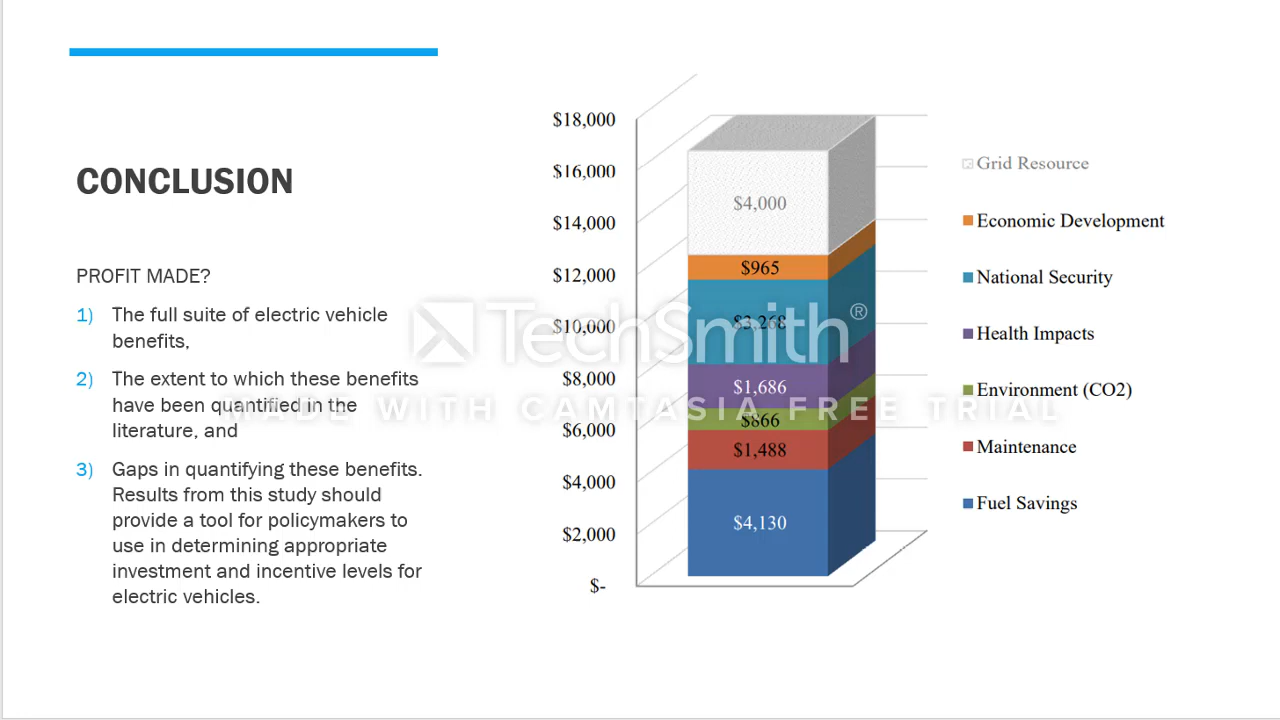 CONCLUSION
PROFIT MADE?
1) The full suite of electric vehicle
benefits,
2) The extent to which these benefits
have been quantified in the
literature, and
3) Gaps in quantifying these benefits.
Results from this study should
provide a tool for policymakers to
use in determining appropriate
investment and incentive levels for
electric vehicles.
$18,000
$16,000
$14,000
$12,000
$10,000
$8,000
$6,000
$4,000
$2,000
$-
$4,000
$965
$3,268
$1,686
$866
$1,488
$4,130
Grid Resource
Economic Development
National Security
Health Impacts
Environment (CO2)
Maintenance
Fuel Savings
TechSmith®
MADE WITH CAMTASIA FREE TRIAL